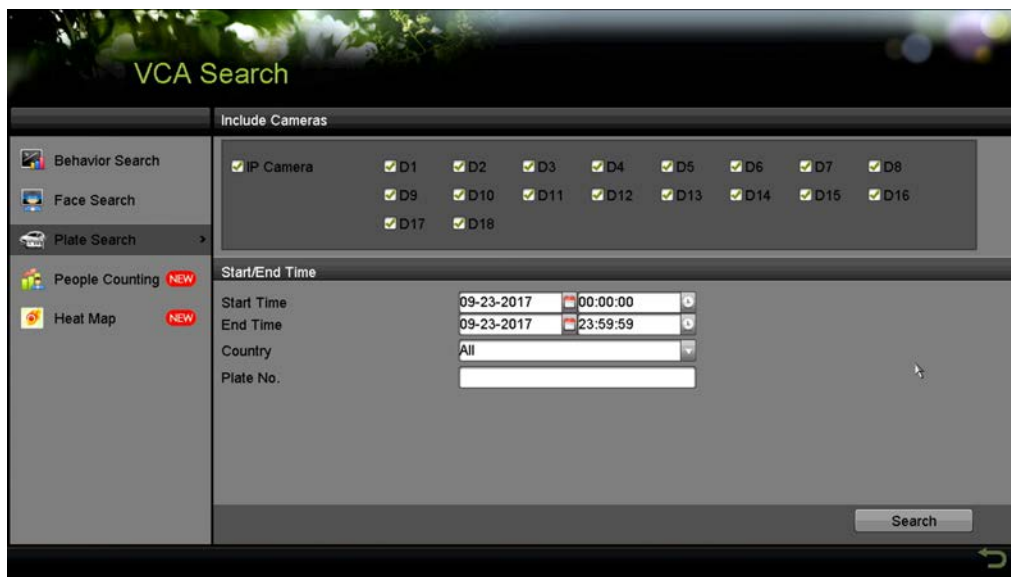 VCA Search
Include Cameras
Behavior Search
Face Search
Plate Search >
People Counting NEW
Heat Map NEW
IP Camera D1 D2 D3 D4 D5 D6 D7 D8
D9 D10 D11 D12 D13 D14 D15 D16
D17 D18
Start/End Time
Start Time 09-23-2017 00:00:00
End Time 09-23-2017 23:59:59
Country All
Plate No.
Search